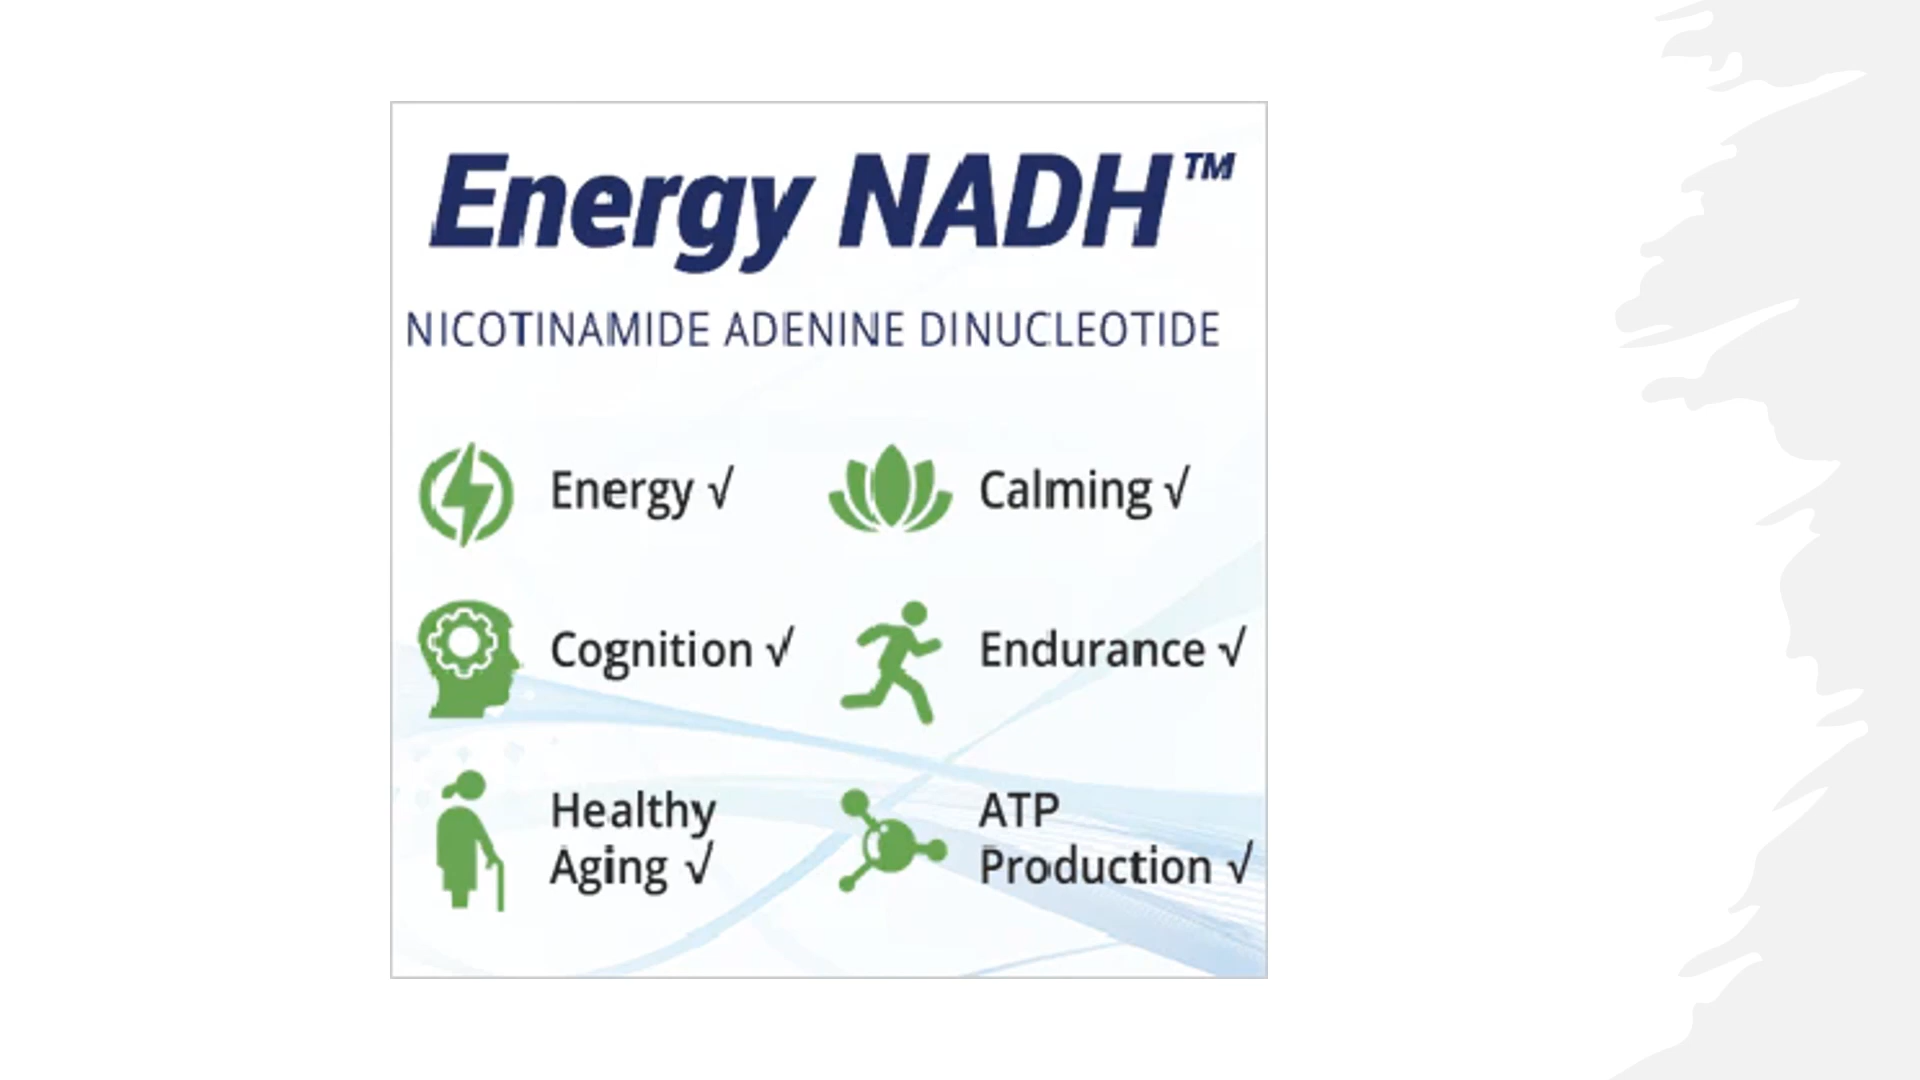 Energy NADH™
NICOTINAMIDE ADENINE DINUCLEOTIDE
Energy √
Calming √
Cognition √
Endurance √
Healthy
Aging √
ATP
Production √